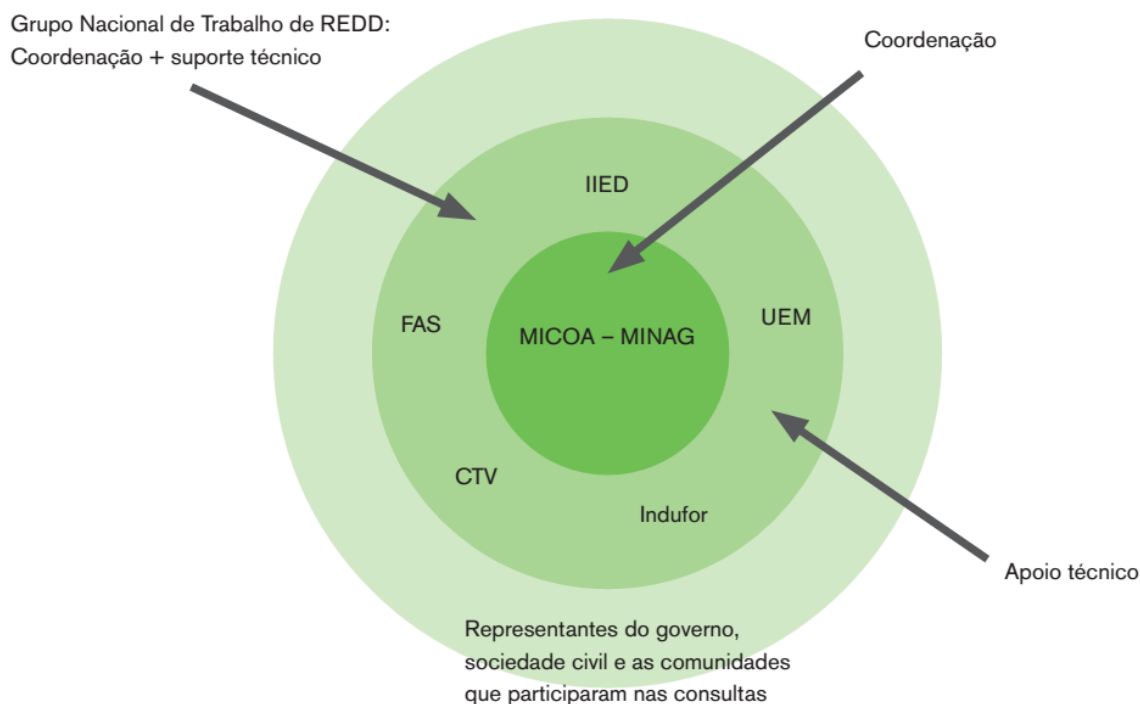 Grupo Nacional de Trabalho de REDD:
Coordenação + suporte técnico
Coordenação
IIED
FAS
MICOA – MINAG
UEM
CTV
Indufor
Apoio técnico
Representantes do governo,
sociedade civil e as comunidades
que participaram nas consultas